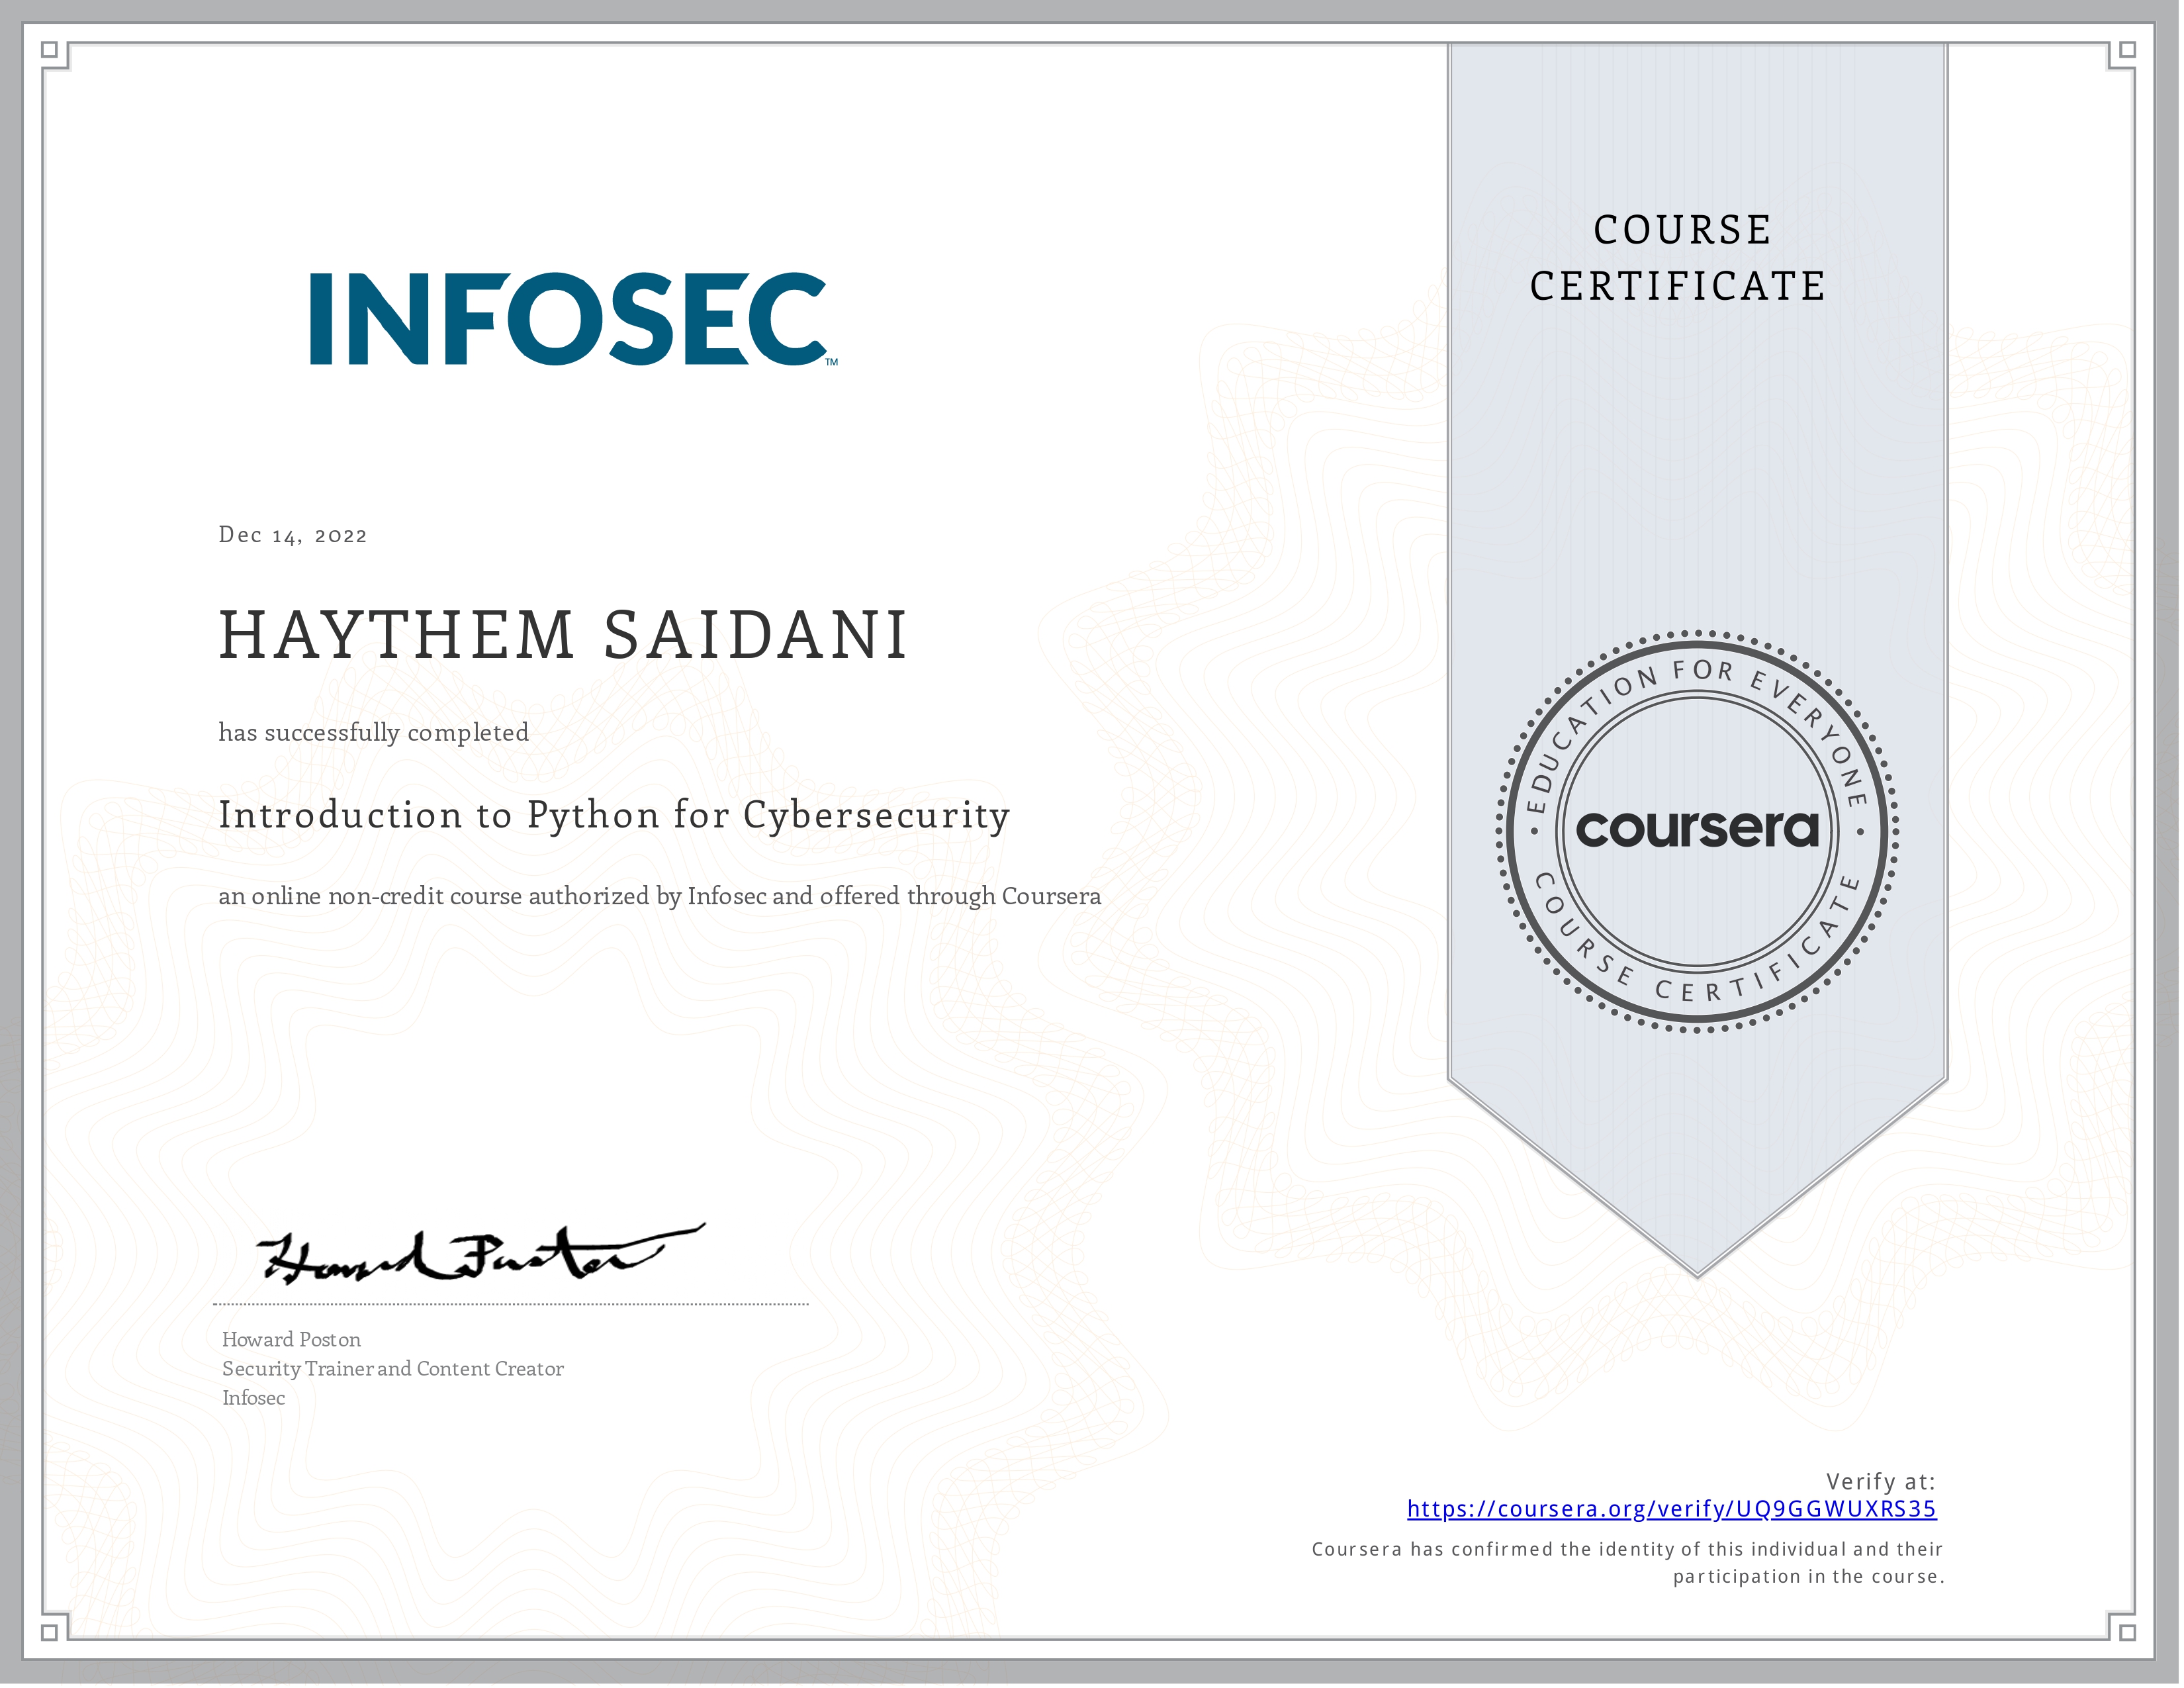 INFOSEC™
COURSE
CERTIFICATE
Dec 14, 2022
HAYTHEM SAIDANI
has successfully completed
Introduction to Python for Cybersecurity
an online non-credit course authorized by Infosec and offered through Coursera
EDUCATION FOR EVERYONE
coursera
COURSE CERTIFICATE
Howard Poston
Howard Poston
Security Trainer and Content Creator
Infosec
Verify at:
https://coursera.org/verify/UQ9GGWUXRS35
Coursera has confirmed the identity of this individual and their
participation in the course.